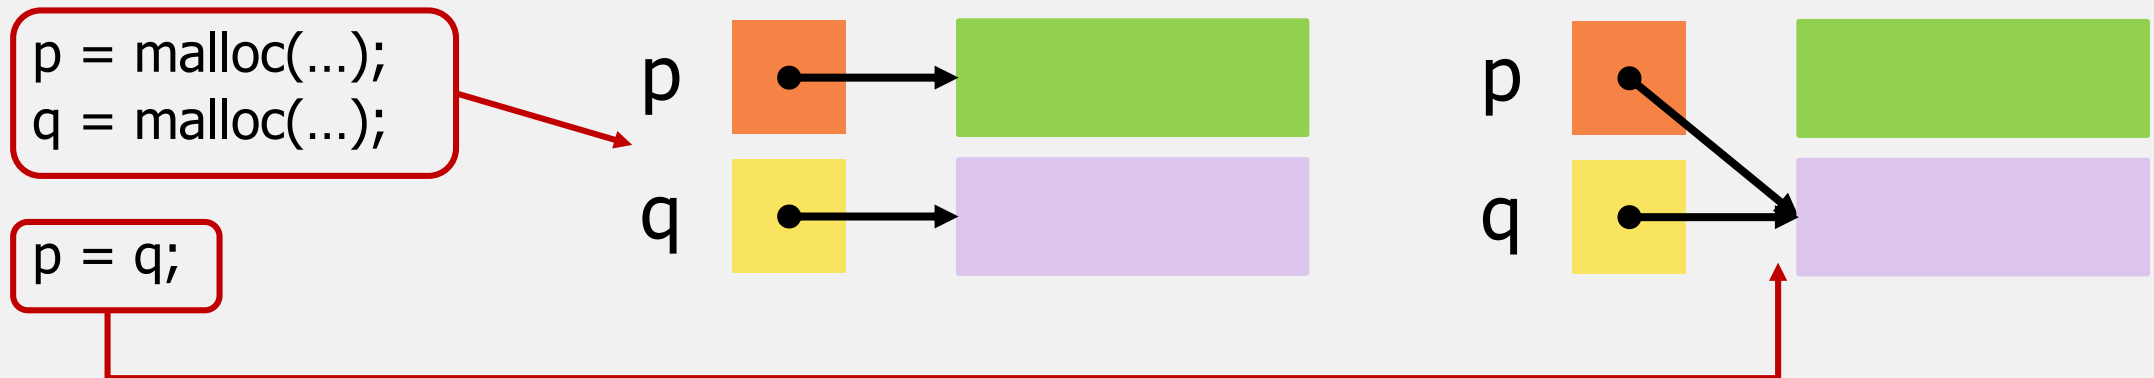 p = malloc(…);
q = malloc(…);
p = q;
p
q
p
q